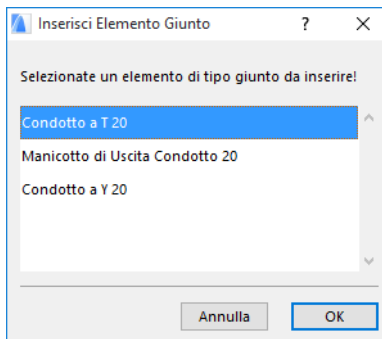 Inserisci Elemento Giunto
?
Selezionate un elemento di tipo giunto da inserire!
Condotto a T 20
Manicotto di Uscita Condotto 20
Condotto a Y 20
Annulla
OK